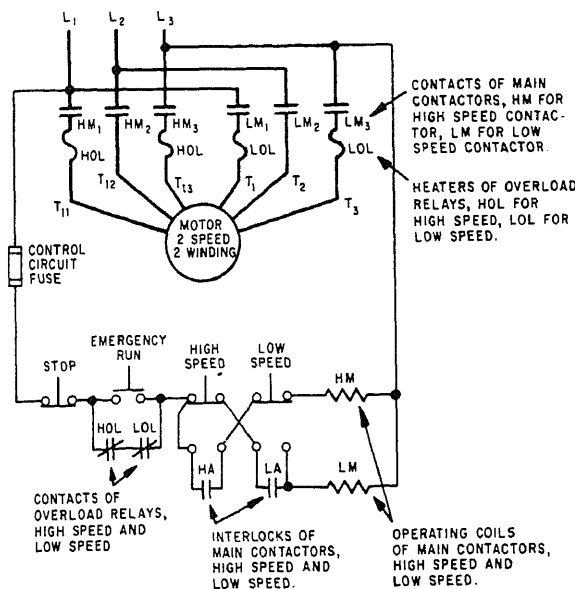 L1 L2 L3
HM1 HM2 HM3 LM1 LM2 LM3
HOL HOL LOL LOL
CONTACTS OF MAIN
CONTACTORS, HM FOR
HIGH SPEED CONTAC-
TOR, LM FOR LOW
SPEED CONTACTOR.
T11 T12 T13 T1 T2 T3
HEATERS OF OVERLOAD
RELAYS, HOL FOR
HIGH SPEED, LOL FOR
LOW SPEED.
MOTOR
2 SPEED
2 WINDING
CONTROL
CIRCUIT
FUSE
STOP
EMERGENCY
RUN
HIGH
SPEED
LOW
SPEED
HM
HOL LOL
HA LA LM
CONTACTS OF
OVERLOAD RELAYS,
HIGH SPEED AND
LOW SPEED
INTERLOCKS OF
MAIN CONTACTORS,
HIGH SPEED AND
LOW SPEED.
OPERATING COILS
OF MAIN CONTACTORS,
HIGH SPEED AND
LOW SPEED.